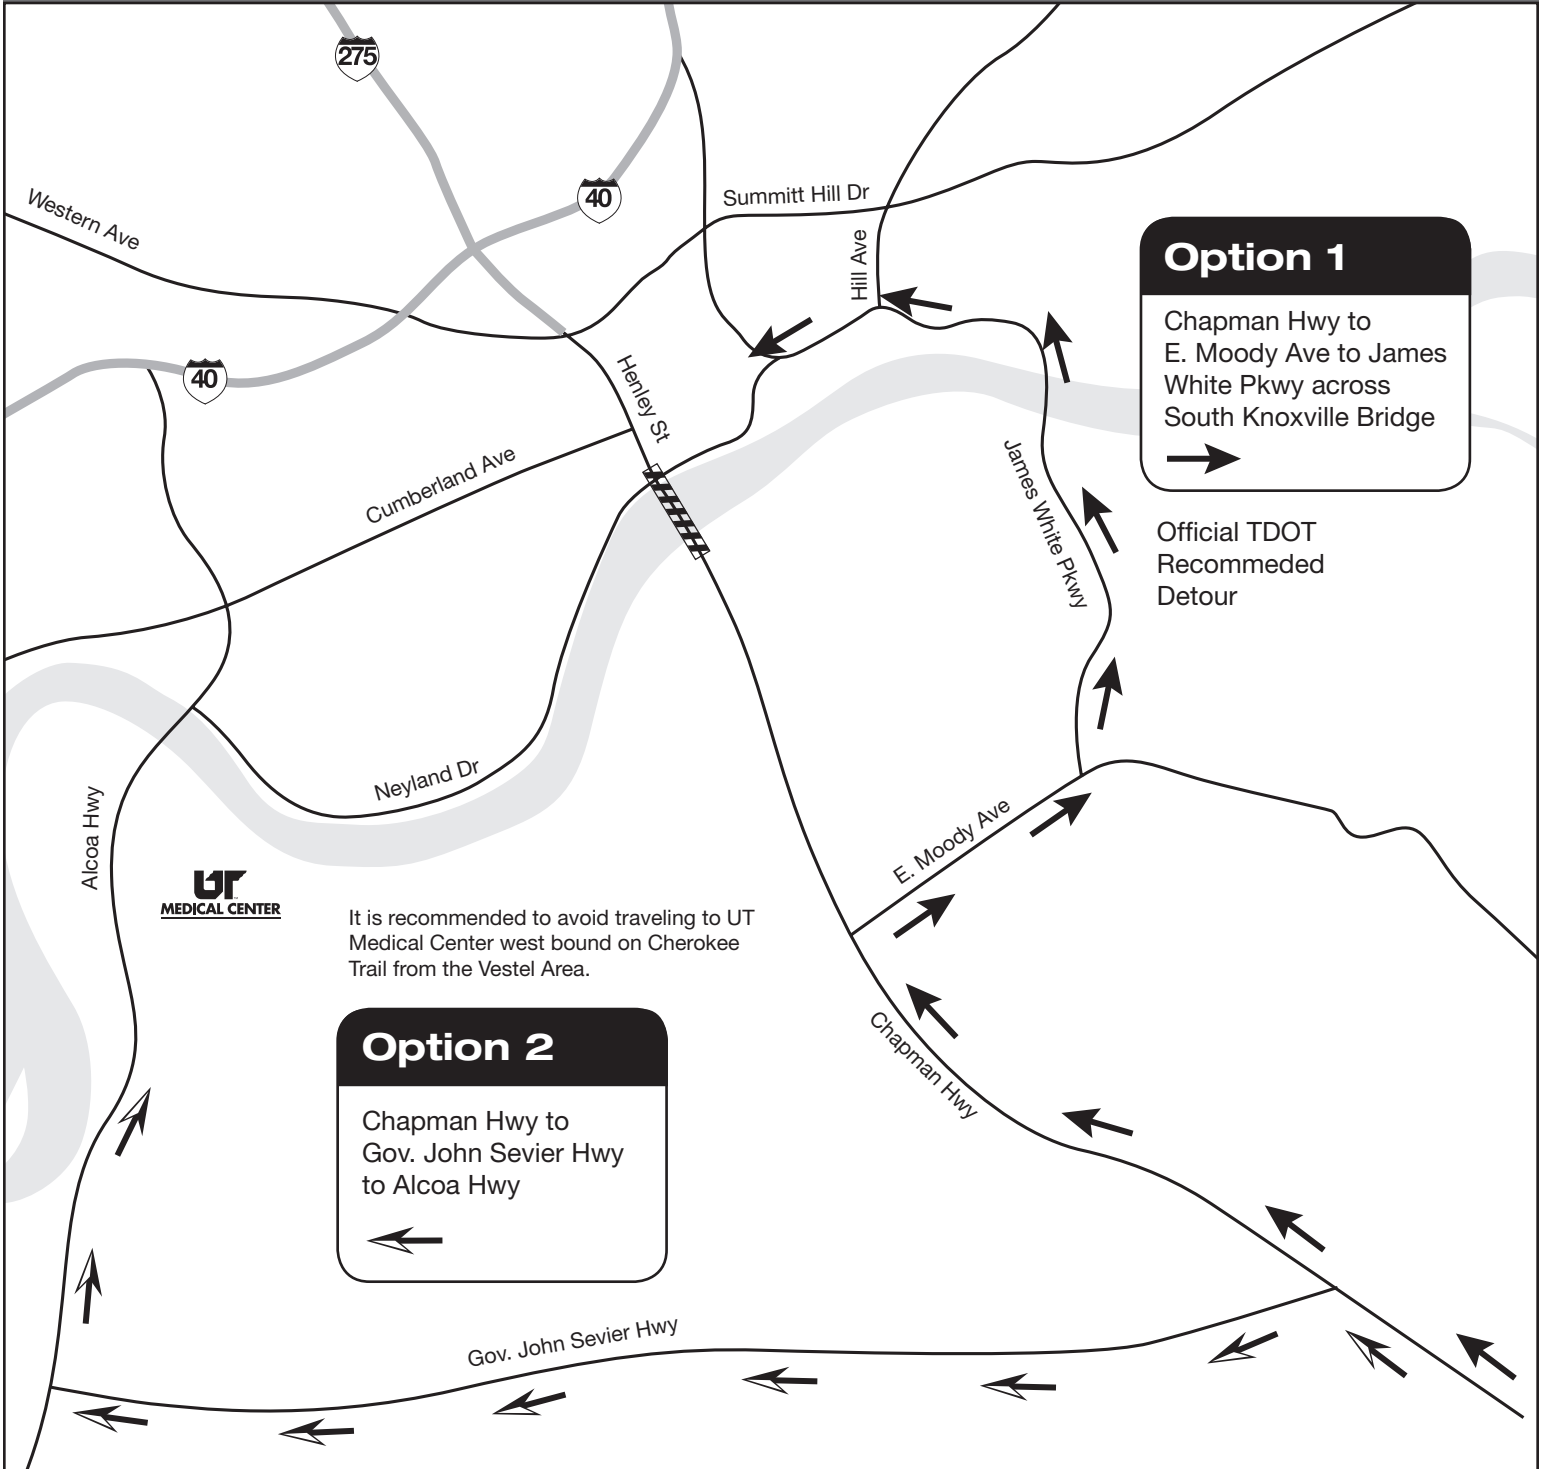 275
40
Western Ave
Summitt Hill Dr
Hill Ave
Option 1
Chapman Hwy to
E. Moody Ave to James
White Pkwy across
South Knoxville Bridge
40
Henley St
Cumberland Ave
James White Pkwy
Official TDOT
Recommeded
Detour
Neyland Dr
Alcoa Hwy
E. Moody Ave
UT
MEDICAL CENTER
It is recommended to avoid traveling to UT
Medical Center west bound on Cherokee
Trail from the Vestel Area.
Option 2
Chapman Hwy to
Gov. John Sevier Hwy
to Alcoa Hwy
Chapman Hwy
Gov. John Sevier Hwy